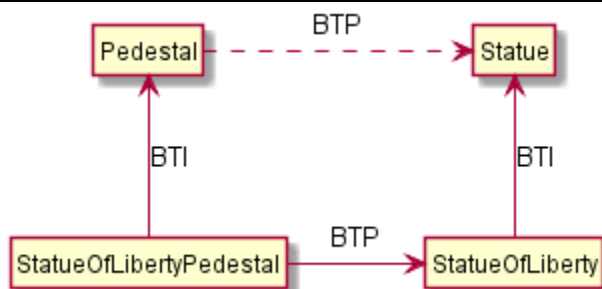 BTP
Pedestal
Statue
BTI
BTI
BTP
StatueOfLibertyPedestal
StatueOfLiberty